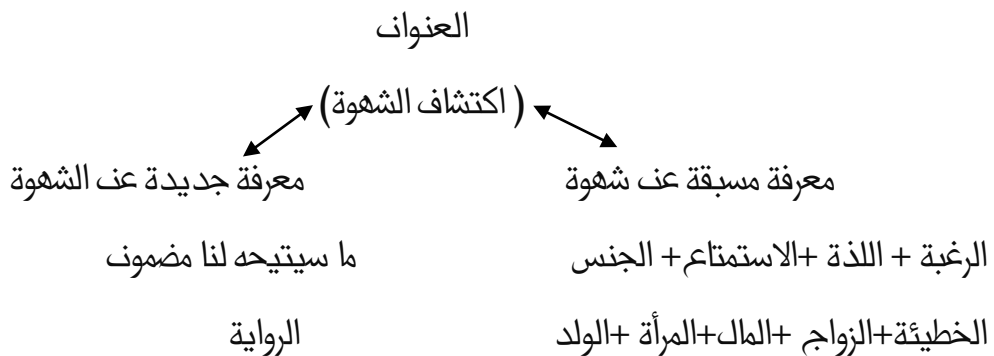 العنوان
( اكتشاف الشهوة)
معرفة مسبقة عن شهوة
معرفة جديدة عن الشهوة
الرغبة + اللذة +الاستمتاع+ الجنس
ما سيتيحه لنا مضمون
الخطيئة+الزواج +المال+المرأة +الولد
الرواية